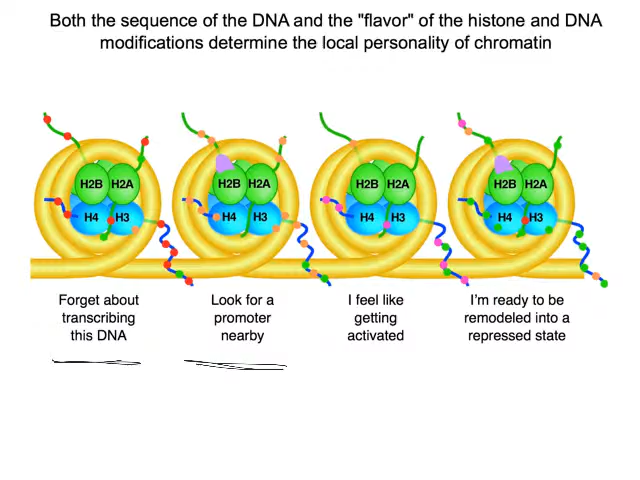 Both the sequence of the DNA and the "flavor" of the histone and DNA
modifications determine the local personality of chromatin
H2B H2A H2B H2A H2B H2A H2B H2A
H4 H3 H4 H3 H4 H3 H4 H3
Forget about
transcribing
this DNA
Look for a
promoter
nearby
I feel like
getting
activated
I'm ready to be
remodeled into a
repressed state